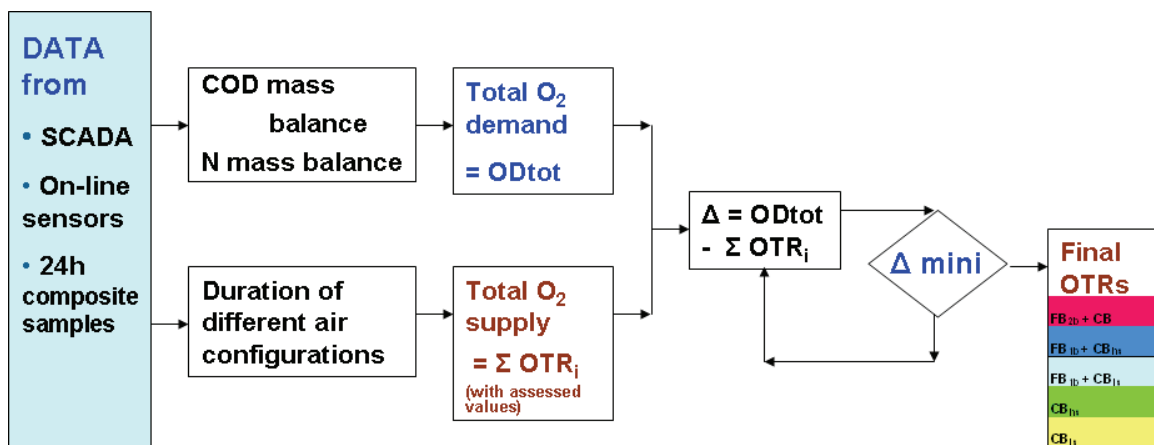 DATA
from
• SCADA
• On-line
sensors
• 24h
composite
samples
COD mass
balance
N mass balance
Total O₂
demand
= ODtot
Duration of
different air
configurations
Total O₂
supply
= Σ OTRᵢ
(with assessed
values)
Δ = ODtot
- Σ OTRᵢ
Δ mini
Final
OTRs
FB₂b + CB
FB₁b + CBhs
FB₁b + CBls
CBhs
CBls